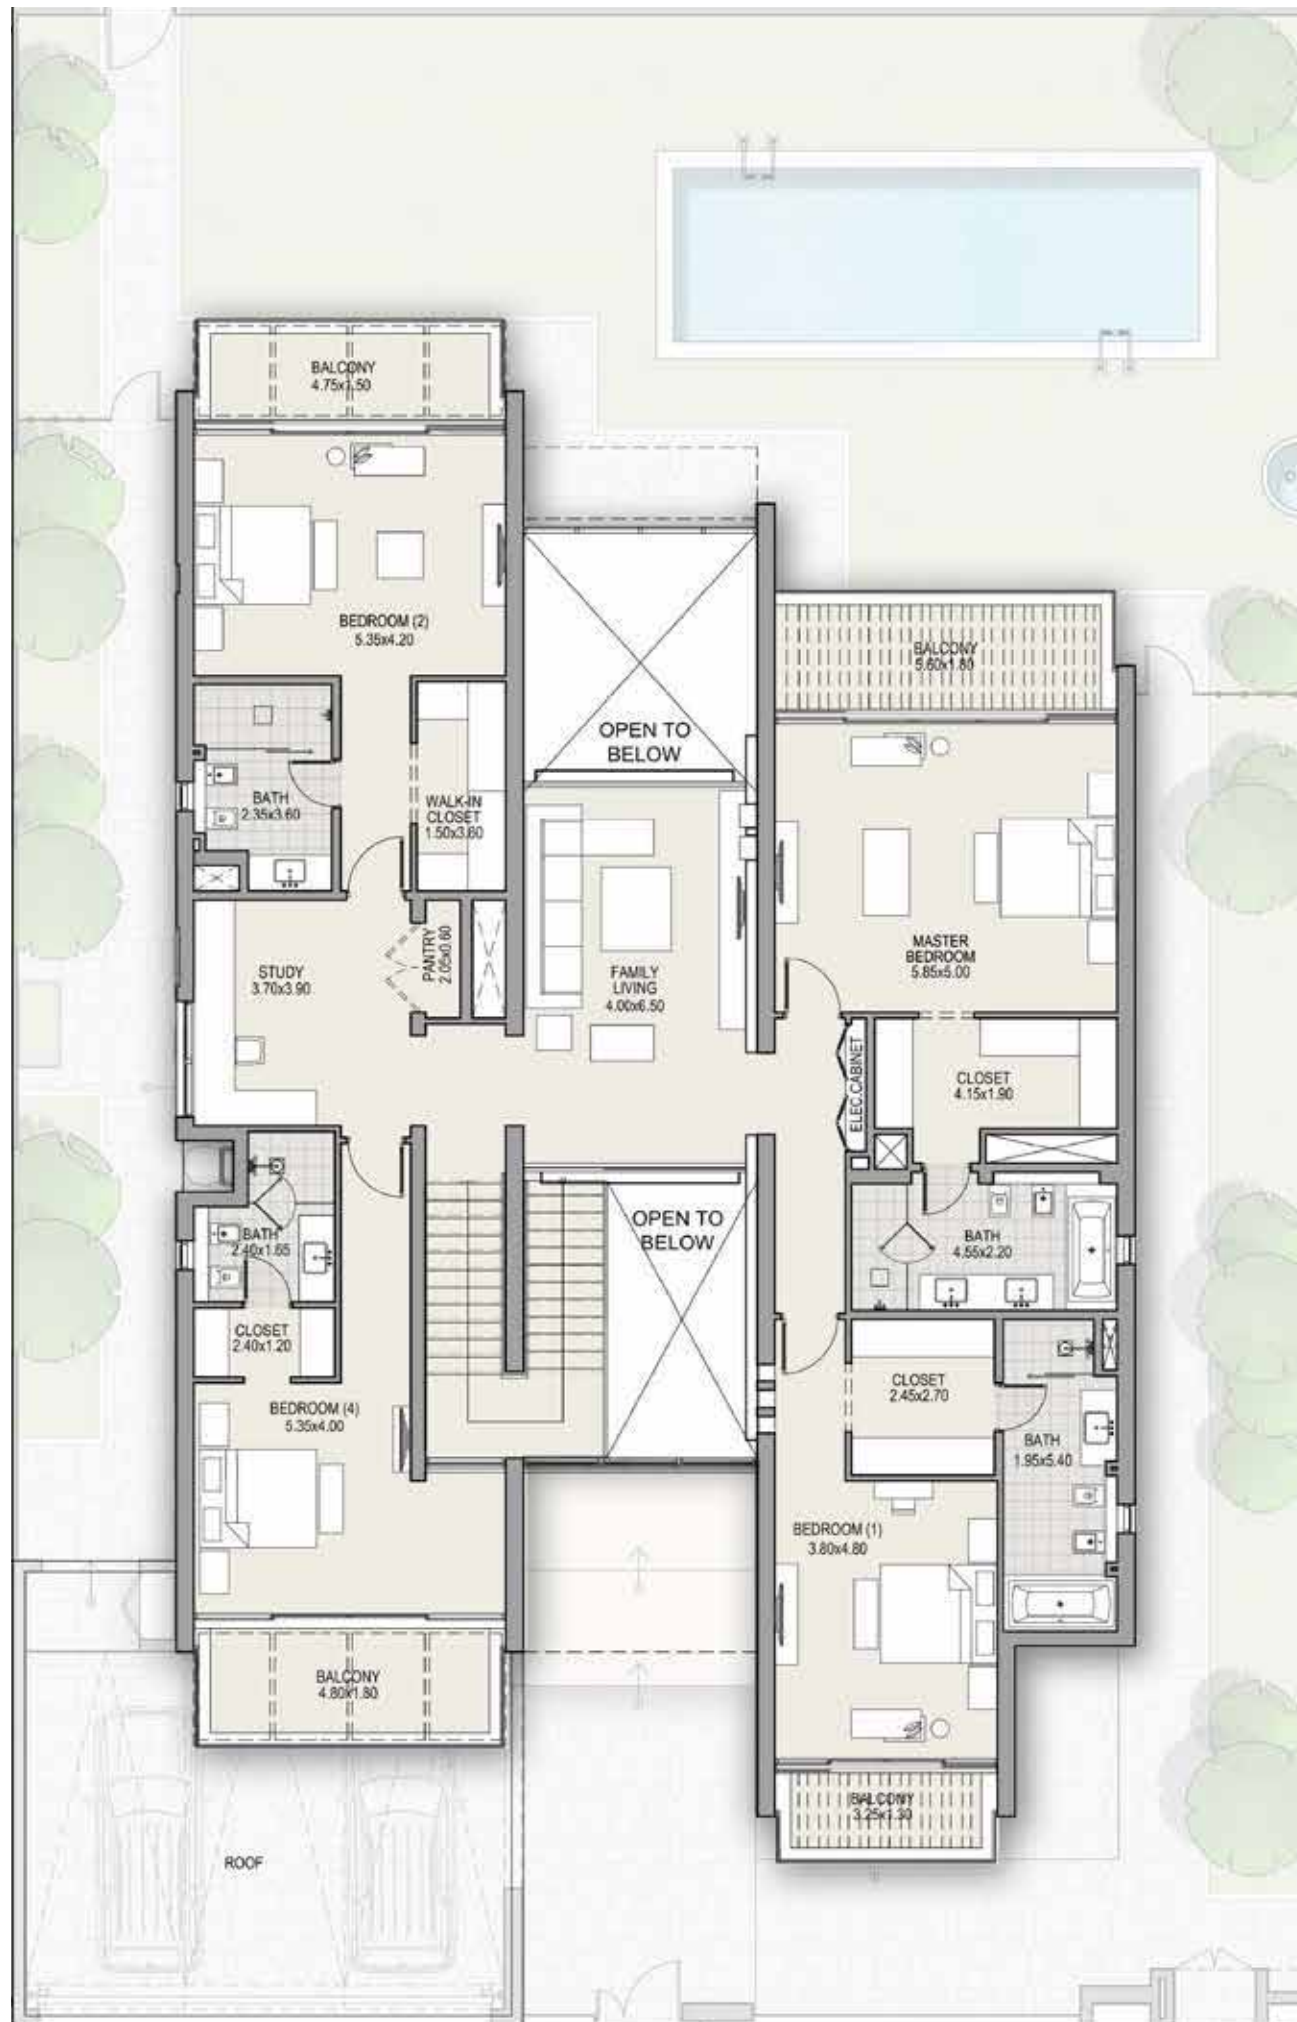 BALCONY
4.75x1.50
BEDROOM (2)
5.35x4.20
BALCONY
5.60x1.80
OPEN TO
BELOW
BATH
2.35x3.60
WALK-IN
CLOSET
1.50x3.60
MASTER
BEDROOM
5.85x5.00
STUDY
3.70x3.90
PANTRY
2.05x0.60
FAMILY
LIVING
4.00x6.50
ELEC.CABINET
CLOSET
4.15x1.90
BATH
2.40x1.65
OPEN TO
BELOW
BATH
4.55x2.20
CLOSET
2.40x1.20
CLOSET
2.45x2.70
BEDROOM (4)
5.35x4.00
BATH
1.95x5.40
BEDROOM (1)
3.80x4.80
BALCONY
4.80x1.80
BALCONY
3.25x1.30
ROOF